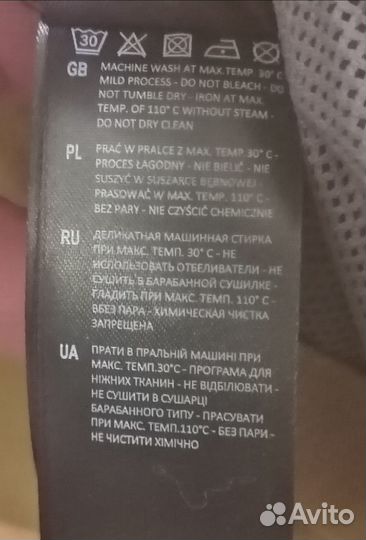 30
GB MACHINE WASH AT MAX.TEMP. 30° C
MILD PROCESS - DO NOT BLEACH - DO
NOT TUMBLE DRY - IRON AT MAX.
TEMP. OF 110° C WITHOUT STEAM -
DO NOT DRY CLEAN
PL PRAĆ W PRALCE Z MAX. TEMP.30° C -
PROCES ŁAGODNY - NIE BIELIĆ - NIE
SUSZYĆ W SUSZARCE BĘBNOWEJ -
PRASOWAĆ W MAX. TEMP. 110° C -
BEZ PARY - NIE CZYŚCIĆ CHEMICZNIE
RU ДЕЛИКАТНАЯ МАШИННАЯ СТИРКА
ПРИ МАКС. ТЕМП. 30° C - НЕ
ИСПОЛЬЗОВАТЬ ОТБЕЛИВАТЕЛИ - НЕ
СУШИТЬ В БАРАБАННОЙ СУШИЛКЕ -
ГЛАДИТЬ ПРИ МАКС. ТЕМП. 110° C -
БЕЗ ПАРА - ХИМИЧЕСКАЯ ЧИСТКА
ЗАПРЕЩЕНА
UA ПРАТИ В ПРАЛЬНІЙ МАШИНІ ПРИ
МАКС. ТЕМП.30°C - ПРОГРАМА ДЛЯ
НІЖНИХ ТКАНИН - НЕ ВІДБІЛЮВАТИ -
НЕ СУШИТИ В СУШАРЦІ
БАРАБАННОГО ТИПУ - ПРАСУВАТИ
ПРИ МАКС. ТЕМП.110°C - БЕЗ ПАРИ -
НЕ ЧИСТИТИ ХІМІЧНО
Avito